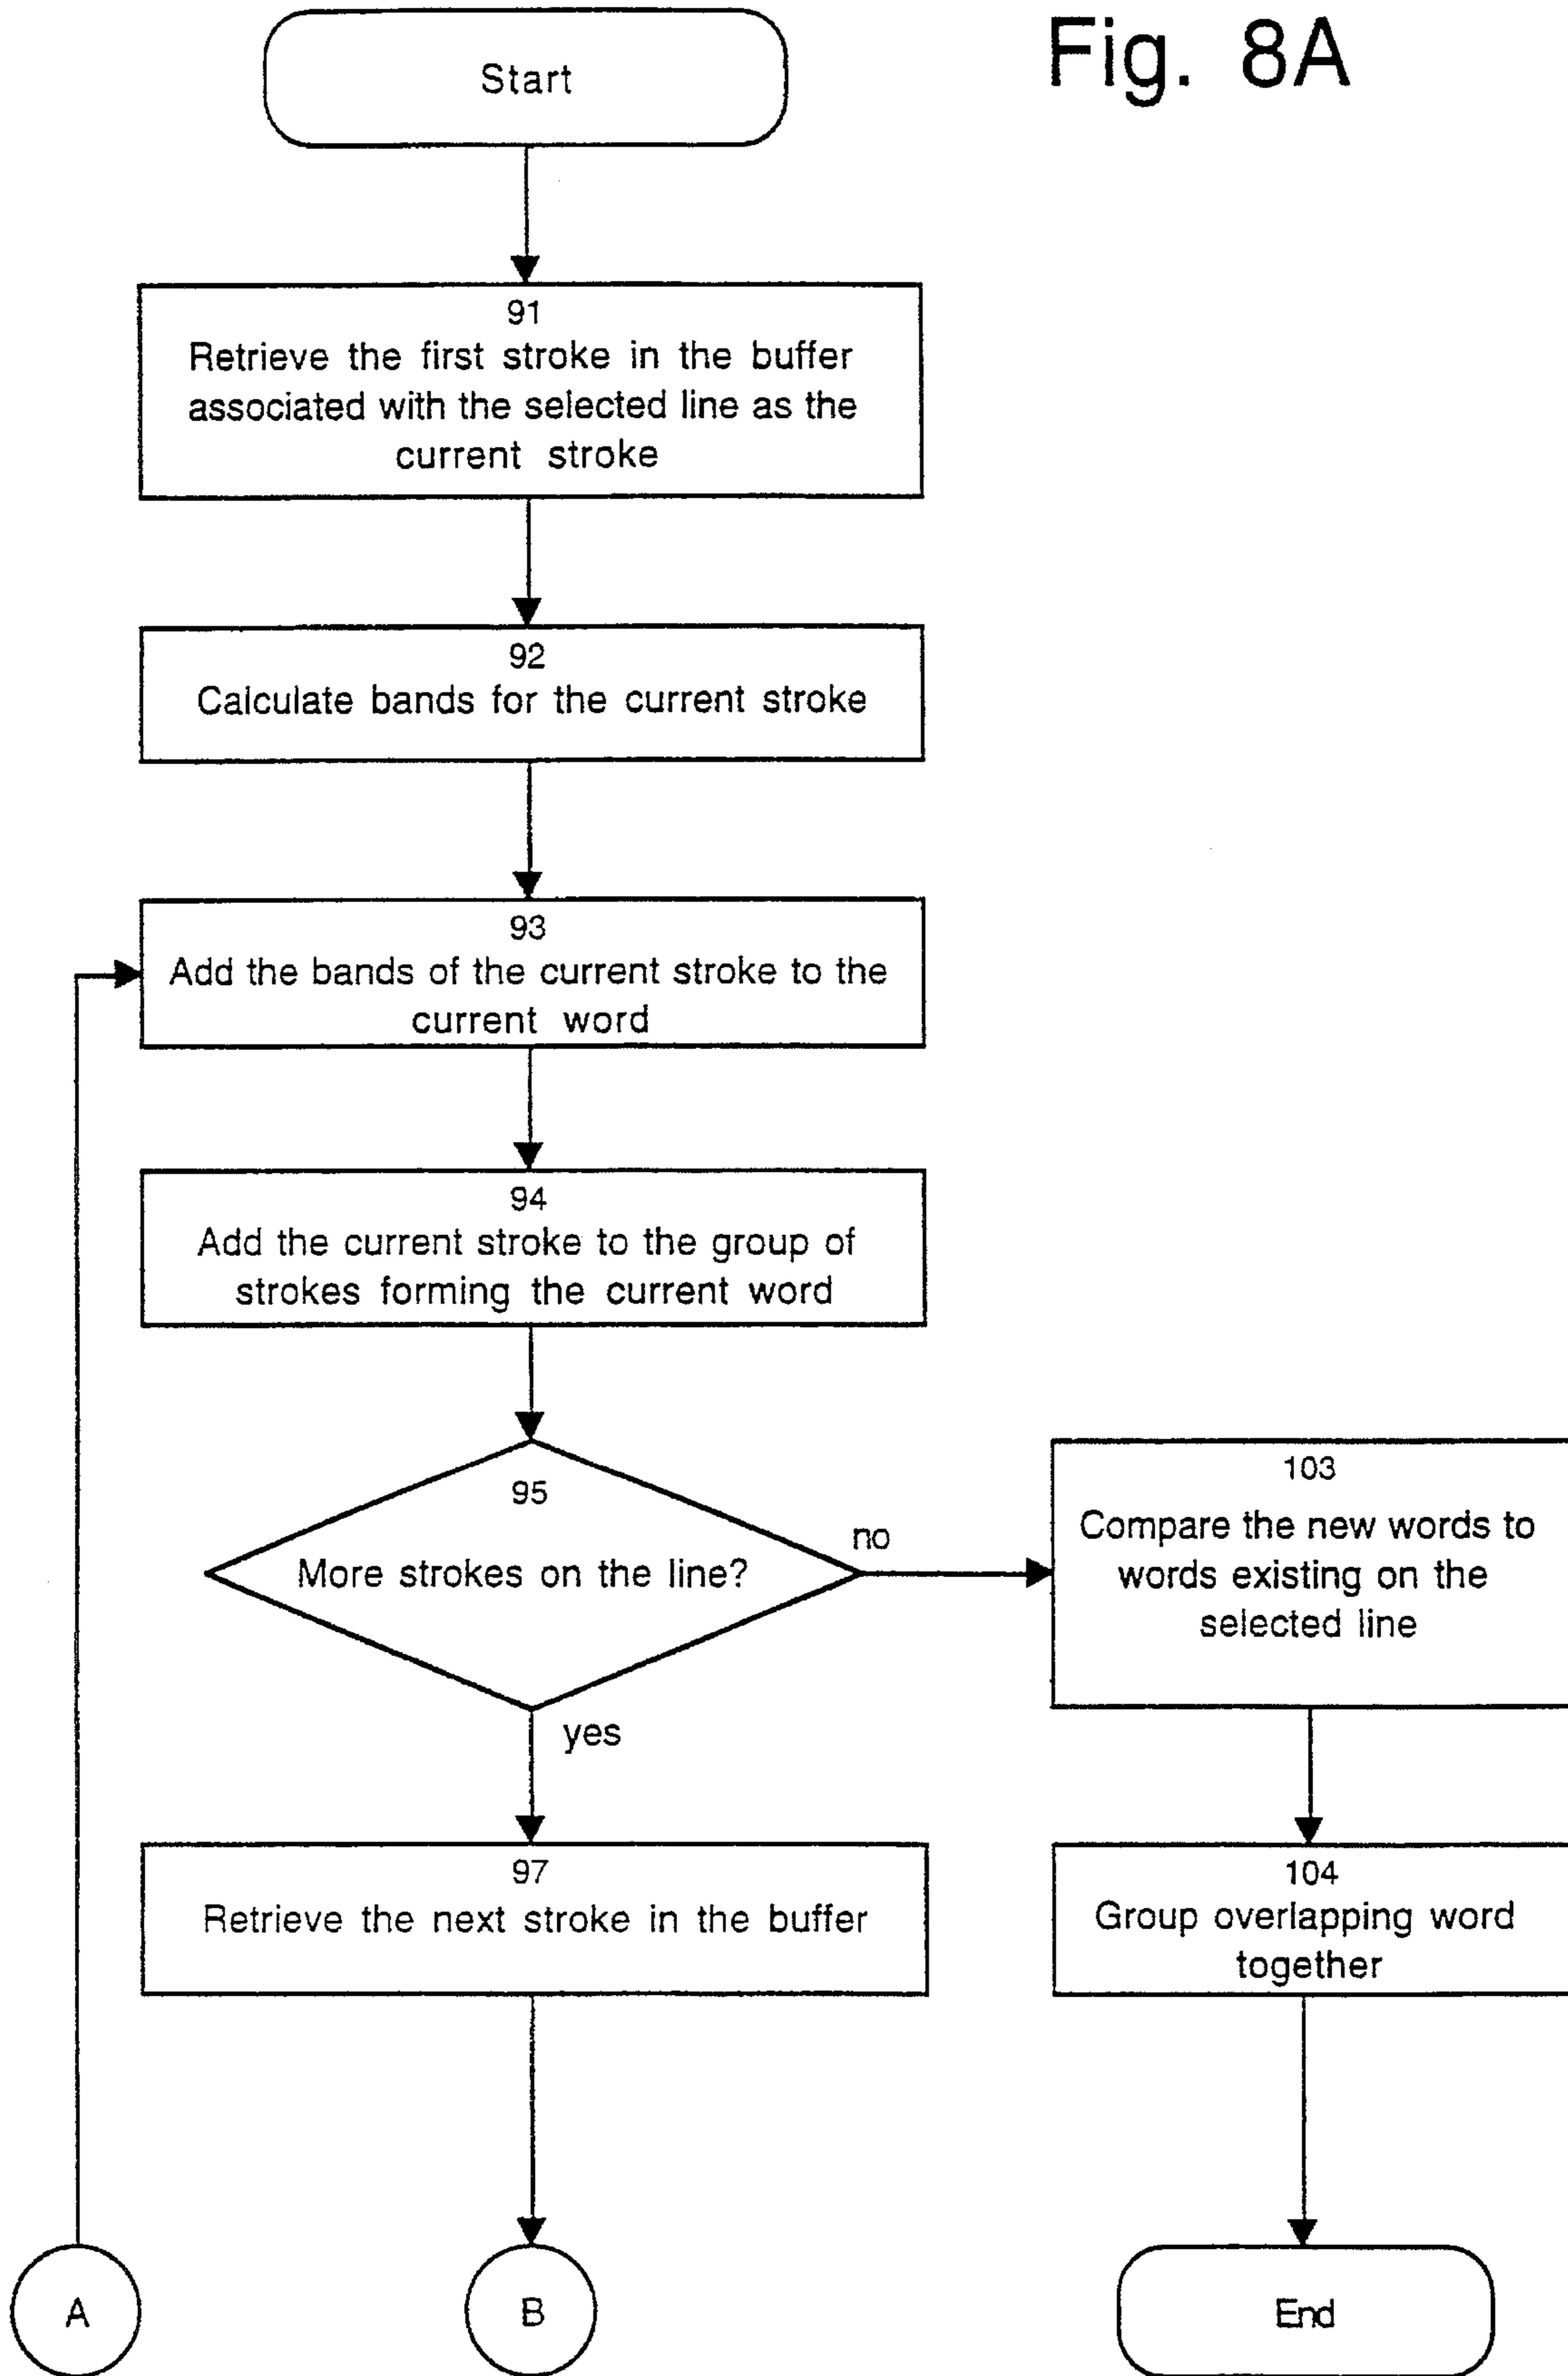 Fig. 8A
Start
91
Retrieve the first stroke in the buffer
associated with the selected line as the
current stroke
92
Calculate bands for the current stroke
93
Add the bands of the current stroke to the
current word
94
Add the current stroke to the group of
strokes forming the current word
95
More strokes on the line?
no
yes
103
Compare the new words to
words existing on the
selected line
97
Retrieve the next stroke in the buffer
104
Group overlapping word
together
A
B
End